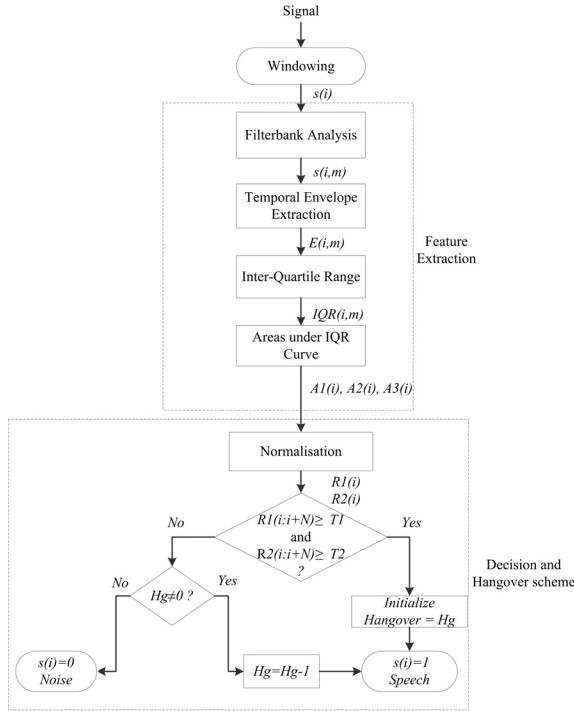 Signal
Windowing
s(i)
Filterbank Analysis
s(i,m)
Temporal Envelope
Extraction
E(i,m)
Feature
Extraction
Inter-Quartile Range
IQR(i,m)
Areas under IQR
Curve
A1(i), A2(i), A3(i)
Normalisation
R1(i)
R2(i)
R1(i:i+N)≥ T1
and
R2(i:i+N)≥ T2
?
No
Yes
Decision and
Hangover scheme
Hg≠0 ?
No
Yes
Initialize
Hangover = Hg
s(i)=0
Noise
Hg=Hg-1
s(i)=1
Speech